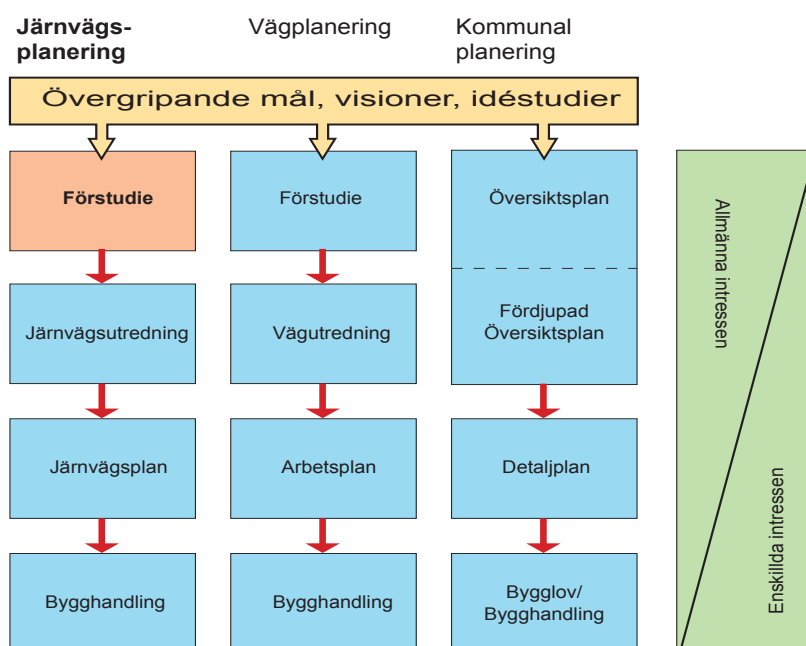 Järnvägs-
planering
Vägplanering
Kommunal
planering
Övergripande mål, visioner, idéstudier
Förstudie
Förstudie
Översiktsplan
Järnvägsutredning
Vägutredning
Fördjupad
Översiktsplan
Järnvägsplan
Arbetsplan
Detaljplan
Bygghandling
Bygghandling
Bygglov/
Bygghandling
Allmänna intressen
Enskillda intressen